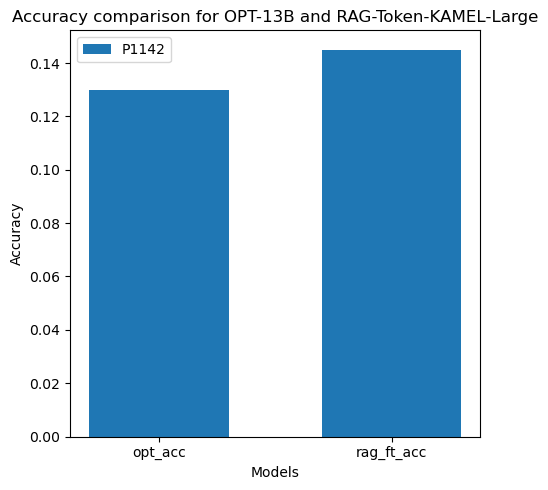 Accuracy comparison for OPT-13B and RAG-Token-KAMEL-Large
P1142
0.14
0.12
0.10
0.08
0.06
0.04
0.02
0.00
Accuracy
opt_acc rag_ft_acc
Models